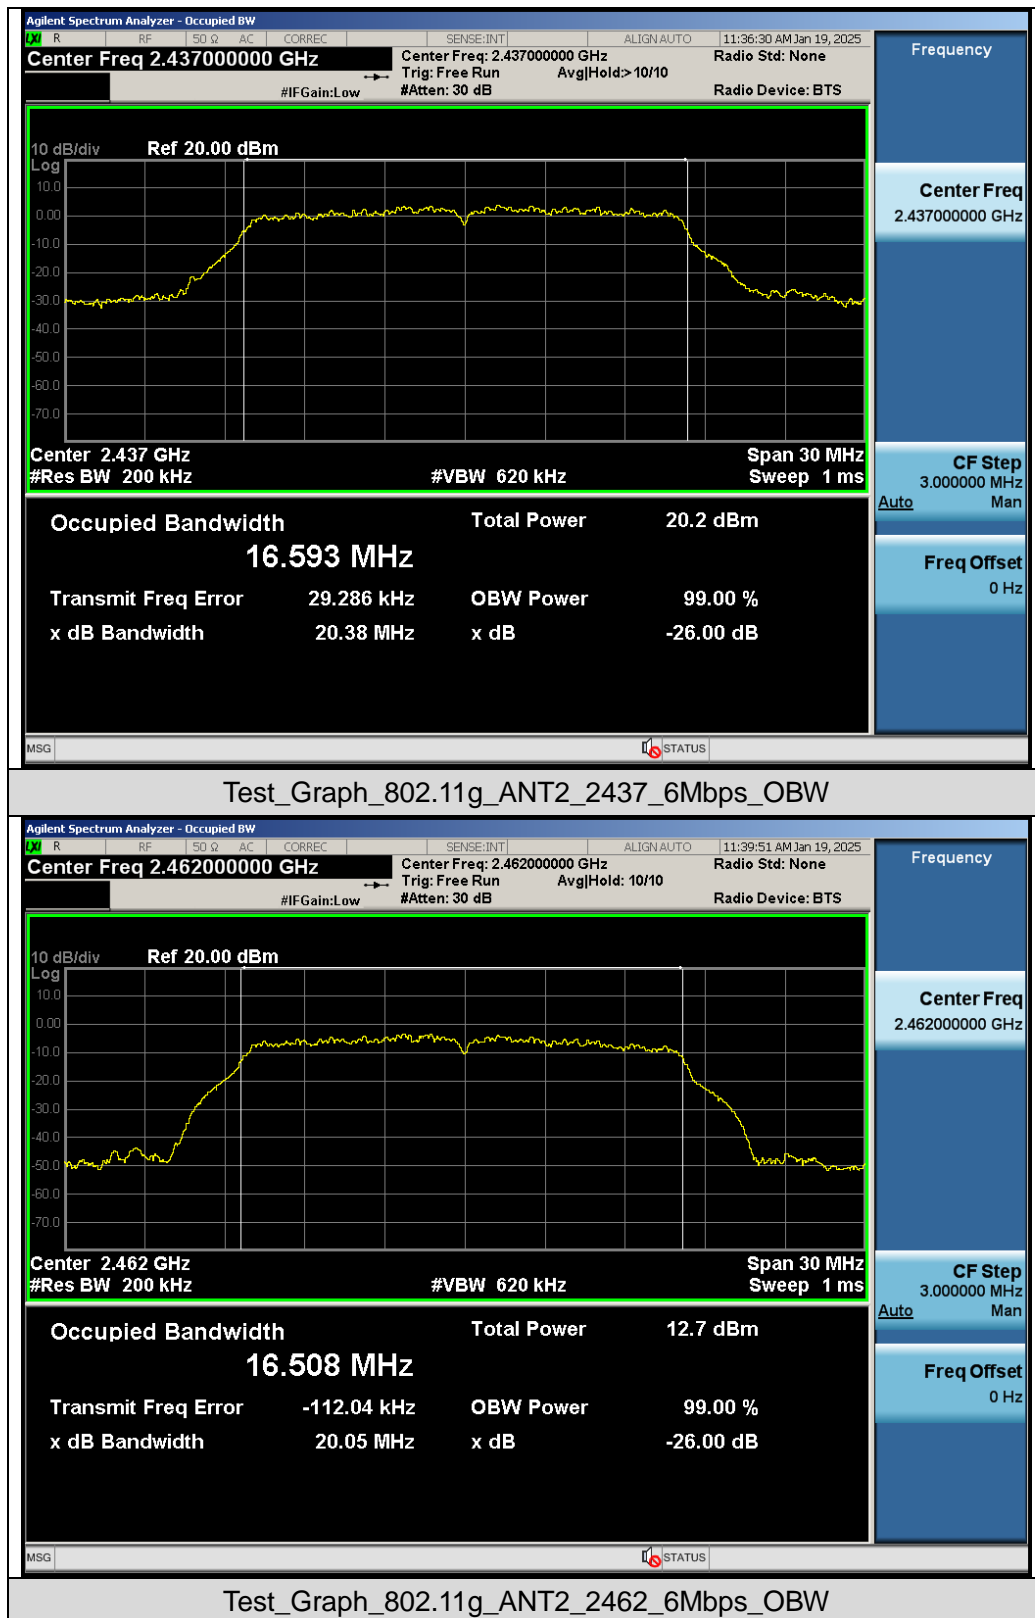 Agilent Spectrum Analyzer - Occupied BW
LXI R RF 50 Ω AC CORREC SENSE:INT ALIGN AUTO 11:36:30 AM Jan 19, 2025
Center Freq 2.437000000 GHz Center Freq: 2.437000000 GHz Radio Std: None Frequency
Trig: Free Run Avg|Hold:>10/10
#IFGain:Low #Atten: 30 dB Radio Device: BTS
10 dB/div Ref 20.00 dBm
Log
10.0
0.00
-10.0
-20.0
-30.0
-40.0
-50.0
-60.0
-70.0
Center 2.437 GHz Span 30 MHz
#Res BW 200 kHz #VBW 620 kHz Sweep 1 ms
Center Freq
2.437000000 GHz
CF Step
3.000000 MHz
Auto Man
Freq Offset
0 Hz
Occupied Bandwidth Total Power 20.2 dBm
16.593 MHz
Transmit Freq Error 29.286 kHz OBW Power 99.00 %
x dB Bandwidth 20.38 MHz x dB -26.00 dB
MSG STATUS
Test_Graph_802.11g_ANT2_2437_6Mbps_OBW
Agilent Spectrum Analyzer - Occupied BW
LXI R RF 50 Ω AC CORREC SENSE:INT ALIGN AUTO 11:39:51 AM Jan 19, 2025
Center Freq 2.462000000 GHz Center Freq: 2.462000000 GHz Radio Std: None Frequency
Trig: Free Run Avg|Hold: 10/10
#IFGain:Low #Atten: 30 dB Radio Device: BTS
10 dB/div Ref 20.00 dBm
Log
10.0
0.00
-10.0
-20.0
-30.0
-40.0
-50.0
-60.0
-70.0
Center 2.462 GHz Span 30 MHz
#Res BW 200 kHz #VBW 620 kHz Sweep 1 ms
Center Freq
2.462000000 GHz
CF Step
3.000000 MHz
Auto Man
Freq Offset
0 Hz
Occupied Bandwidth Total Power 12.7 dBm
16.508 MHz
Transmit Freq Error -112.04 kHz OBW Power 99.00 %
x dB Bandwidth 20.05 MHz x dB -26.00 dB
MSG STATUS
Test_Graph_802.11g_ANT2_2462_6Mbps_OBW